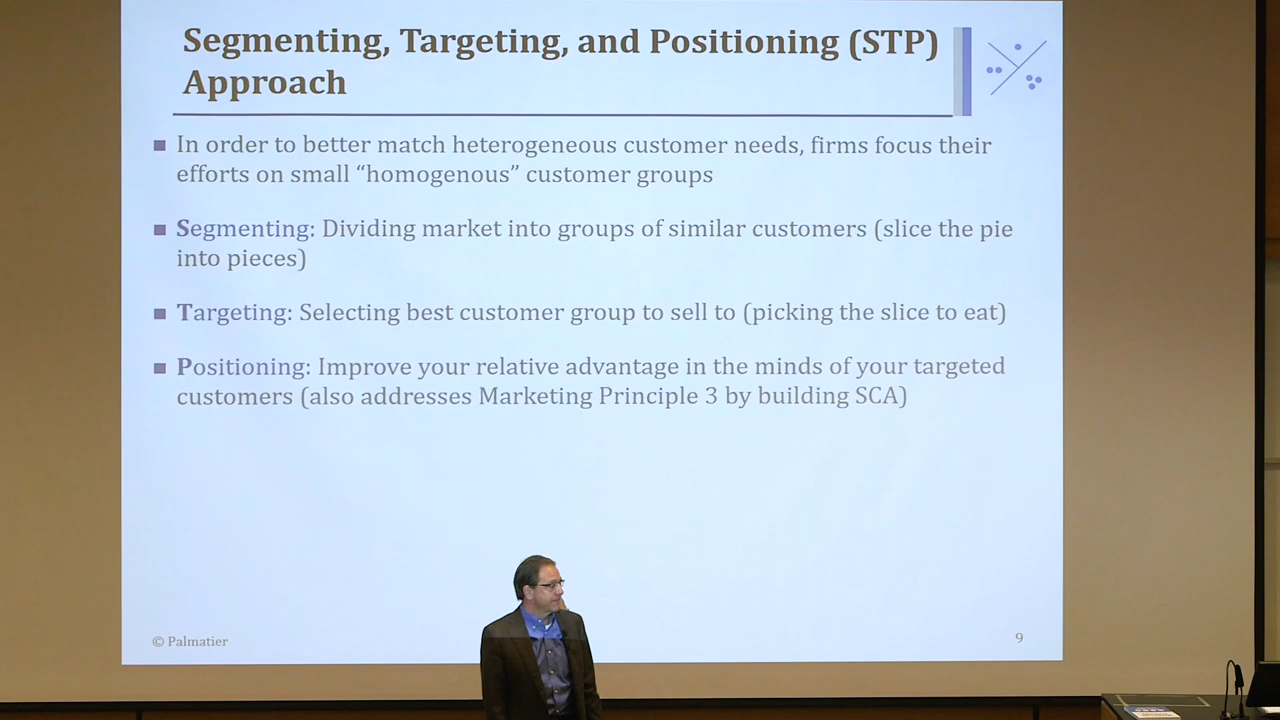 Segmenting, Targeting, and Positioning (STP)
Approach
In order to better match heterogeneous customer needs, firms focus their
efforts on small “homogenous” customer groups
Segmenting: Dividing market into groups of similar customers (slice the pie
into pieces)
Targeting: Selecting best customer group to sell to (picking the slice to eat)
Positioning: Improve your relative advantage in the minds of your targeted
customers (also addresses Marketing Principle 3 by building SCA)
© Palmatier
9